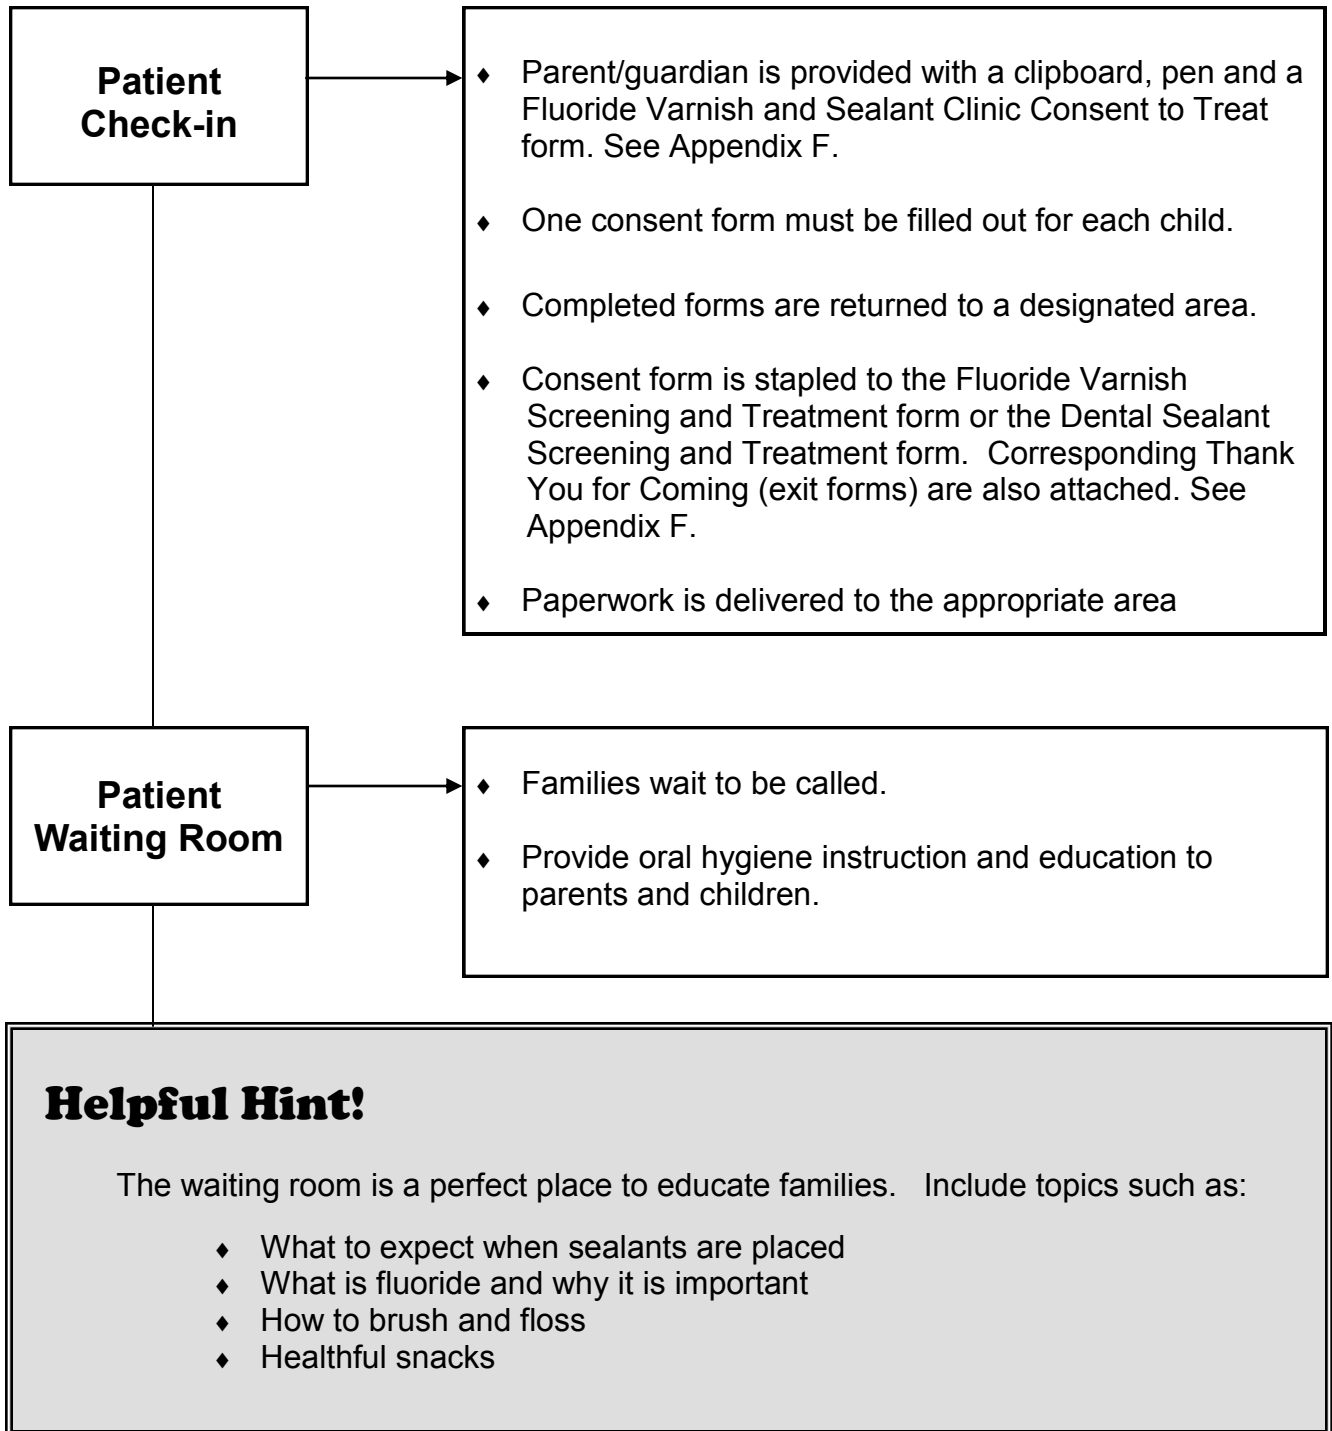 Patient
Check-in
♦ Parent/guardian is provided with a clipboard, pen and a
Fluoride Varnish and Sealant Clinic Consent to Treat
form. See Appendix F.
♦ One consent form must be filled out for each child.
♦ Completed forms are returned to a designated area.
♦ Consent form is stapled to the Fluoride Varnish
Screening and Treatment form or the Dental Sealant
Screening and Treatment form. Corresponding Thank
You for Coming (exit forms) are also attached. See
Appendix F.
♦ Paperwork is delivered to the appropriate area
Patient
Waiting Room
♦ Families wait to be called.
♦ Provide oral hygiene instruction and education to
parents and children.
Helpful Hint!
The waiting room is a perfect place to educate families. Include topics such as:
♦ What to expect when sealants are placed
♦ What is fluoride and why it is important
♦ How to brush and floss
♦ Healthful snacks